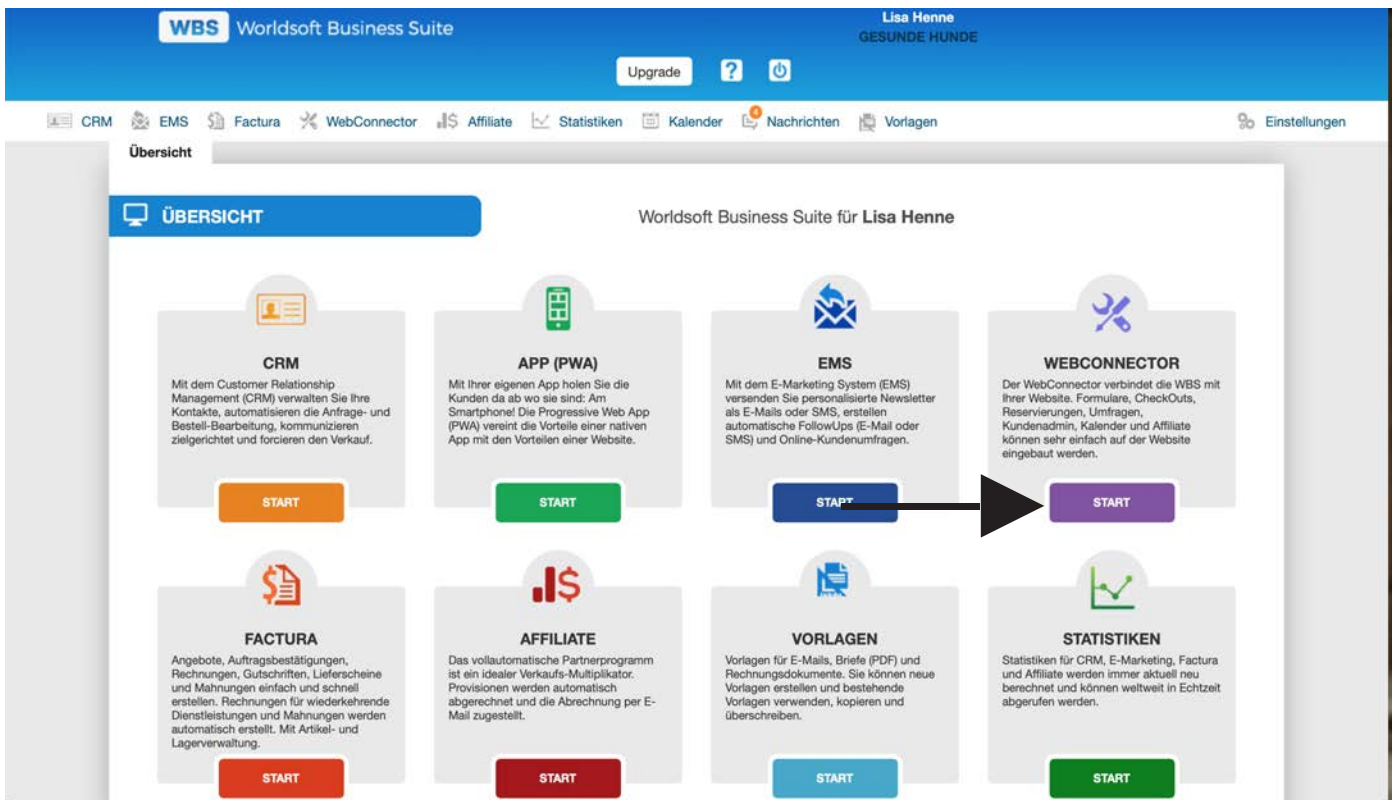 WBS Worldsoft Business Suite
Lisa Henne
GESUNDE HUNDE
Upgrade ?
CRM EMS Factura WebConnector Affiliate Statistiken Kalender 4 Nachrichten Vorlagen Einstellungen
Übersicht
ÜBERSICHT
Worldsoft Business Suite für Lisa Henne
CRM
Mit dem Customer Relationship
Management (CRM) verwalten Sie Ihre
Kontakte, automatisieren die Anfrage- und
Bestell-Bearbeitung, kommunizieren
zielgerichtet und forcieren den Verkauf.
START
APP (PWA)
Mit Ihrer eigenen App holen Sie die
Kunden da ab wo sie sind: Am
Smartphone! Die Progressive Web App
(PWA) vereint die Vorteile einer nativen
App mit den Vorteilen einer Website.
START
EMS
Mit dem E-Marketing System (EMS)
versenden Sie personalisierte Newsletter
als E-Mails oder SMS, erstellen
automatische FollowUps (E-Mail oder
SMS) und Online-Kundenumfragen.
START
WEBCONNECTOR
Der WebConnector verbindet die WBS mit
Ihrer Website. Formulare, CheckOuts,
Reservierungen, Umfragen,
Kundenadmin, Kalender und Affiliate
können sehr einfach auf der Website
eingebaut werden.
START
FACTURA
Angebote, Auftragsbestätigungen,
Rechnungen, Gutschriften, Lieferscheine
und Mahnungen einfach und schnell
erstellen. Rechnungen für wiederkehrende
Dienstleistungen und Mahnungen werden
automatisch erstellt. Mit Artikel- und
Lagerverwaltung.
START
AFFILIATE
Das vollautomatische Partnerprogramm
ist ein idealer Verkaufs-Multiplikator.
Provisionen werden automatisch
abgerechnet und die Abrechnung per E-
Mail zugestellt.
START
VORLAGEN
Vorlagen für E-Mails, Briefe (PDF) und
Rechnungsdokumente. Sie können neue
Vorlagen erstellen und bestehende
Vorlagen verwenden, kopieren und
überschreiben.
START
STATISTIKEN
Statistiken für CRM, E-Marketing, Factura
und Affiliate werden immer aktuell neu
berechnet und können weltweit in Echtzeit
abgerufen werden.
START